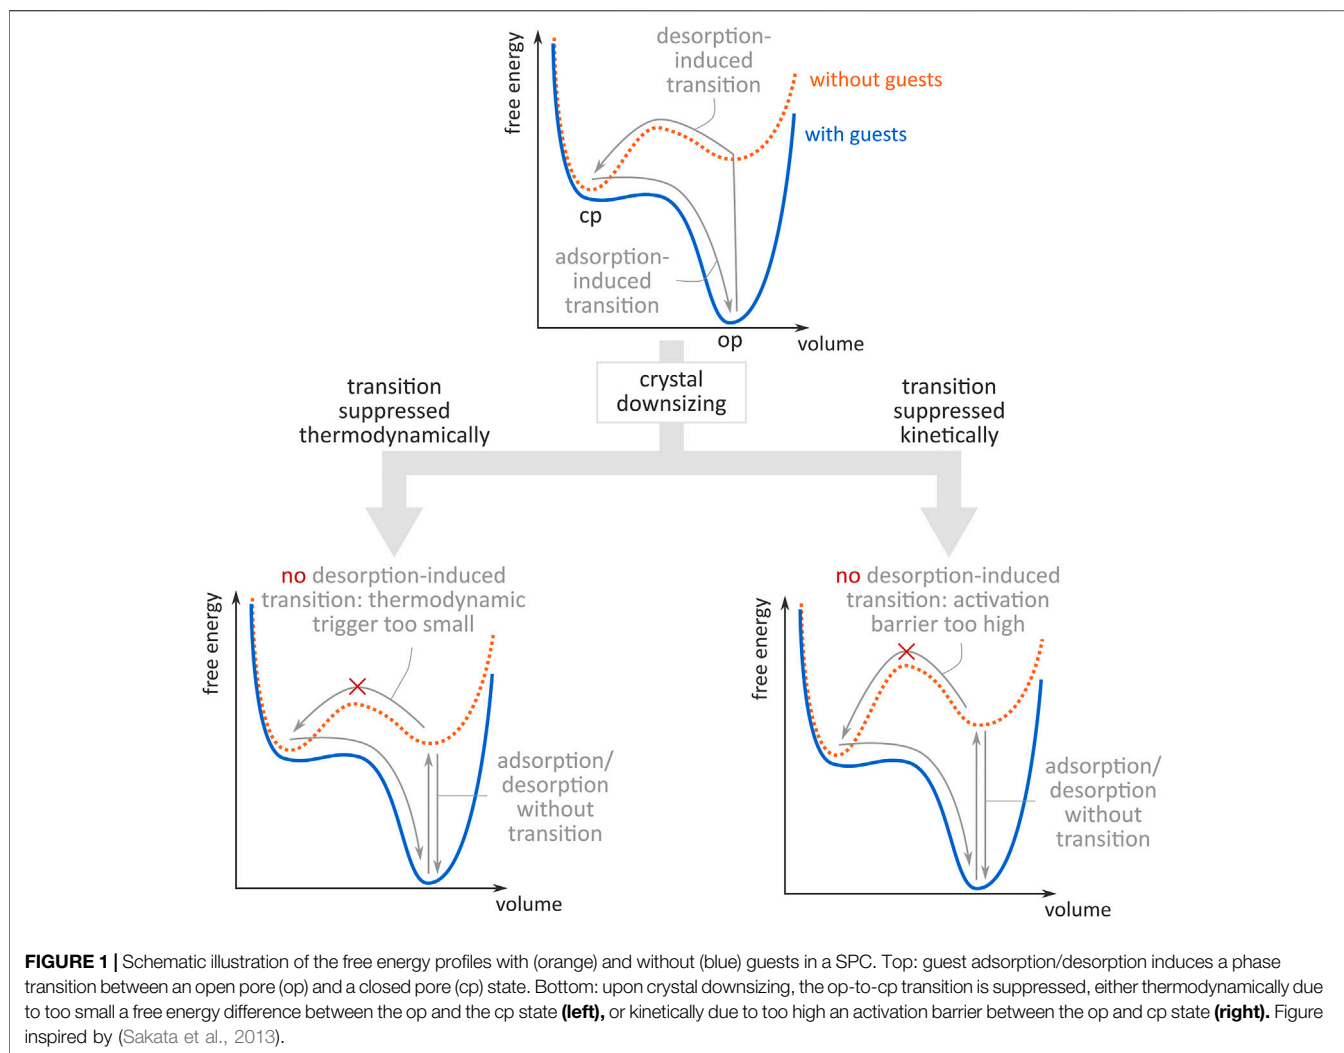 free energy
desorption-
induced
transition
without guests
with guests
cp
adsorption-
induced
transition
op
volume
crystal
downsizing
transition
suppressed
thermodynamically
transition
suppressed
kinetically
no desorption-induced
transition: thermodynamic
trigger too small
free energy
adsorption/
desorption
without
transition
volume
no desorption-induced
transition: activation
barrier too high
free energy
adsorption/
desorption
without
transition
volume
FIGURE 1 | Schematic illustration of the free energy profiles with (orange) and without (blue) guests in a SPC. Top: guest adsorption/desorption induces a phase
transition between an open pore (op) and a closed pore (cp) state. Bottom: upon crystal downsizing, the op-to-cp transition is suppressed, either thermodynamically due
to too small a free energy difference between the op and the cp state (left), or kinetically due to too high an activation barrier between the op and cp state (right). Figure
inspired by (Sakata et al., 2013).